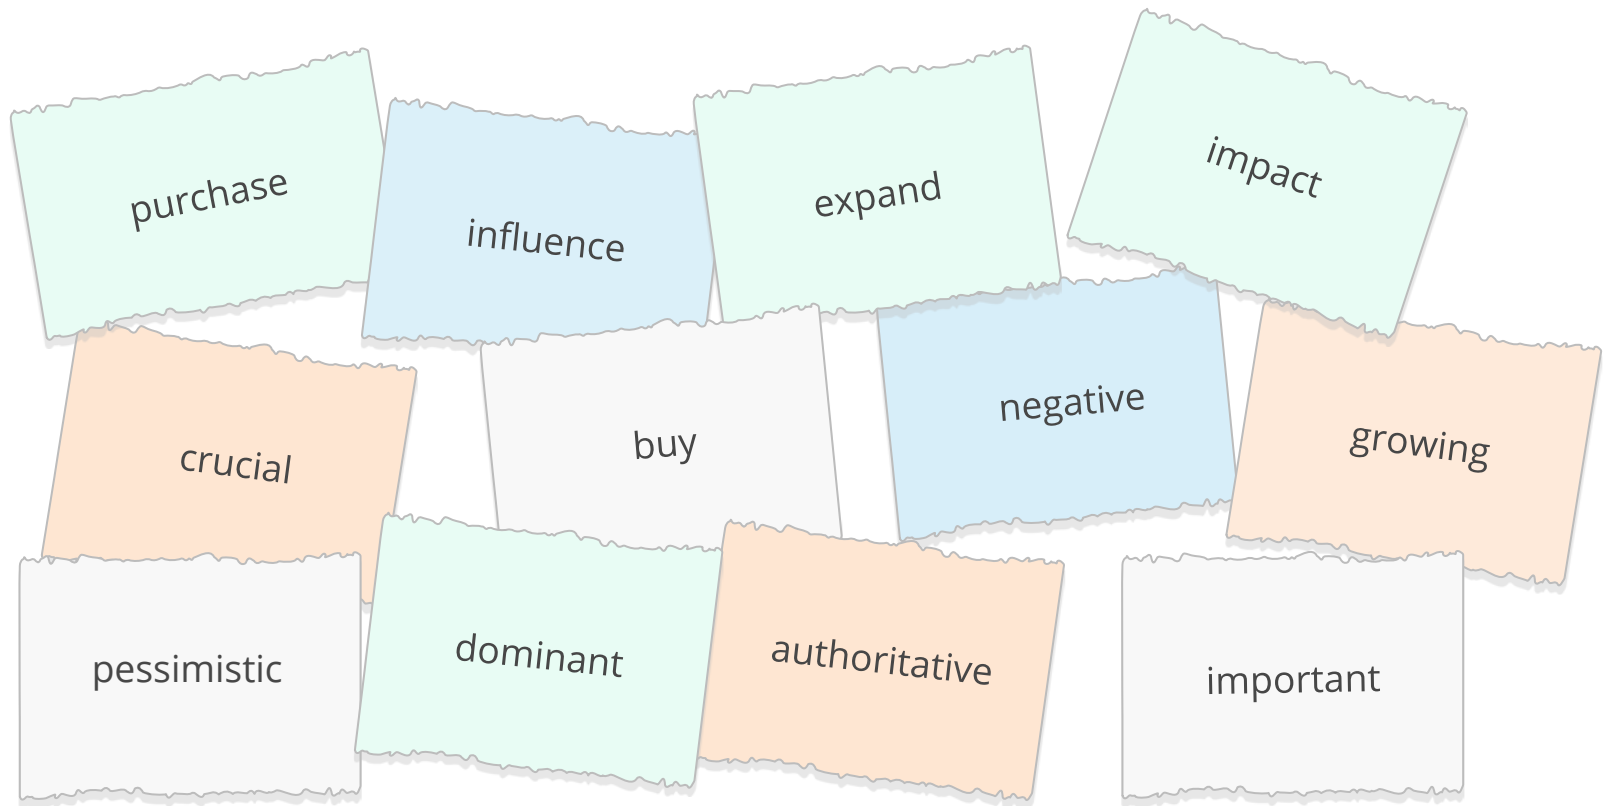 purchase
influence
expand
impact
crucial
buy
negative
growing
pessimistic
dominant
authoritative
important